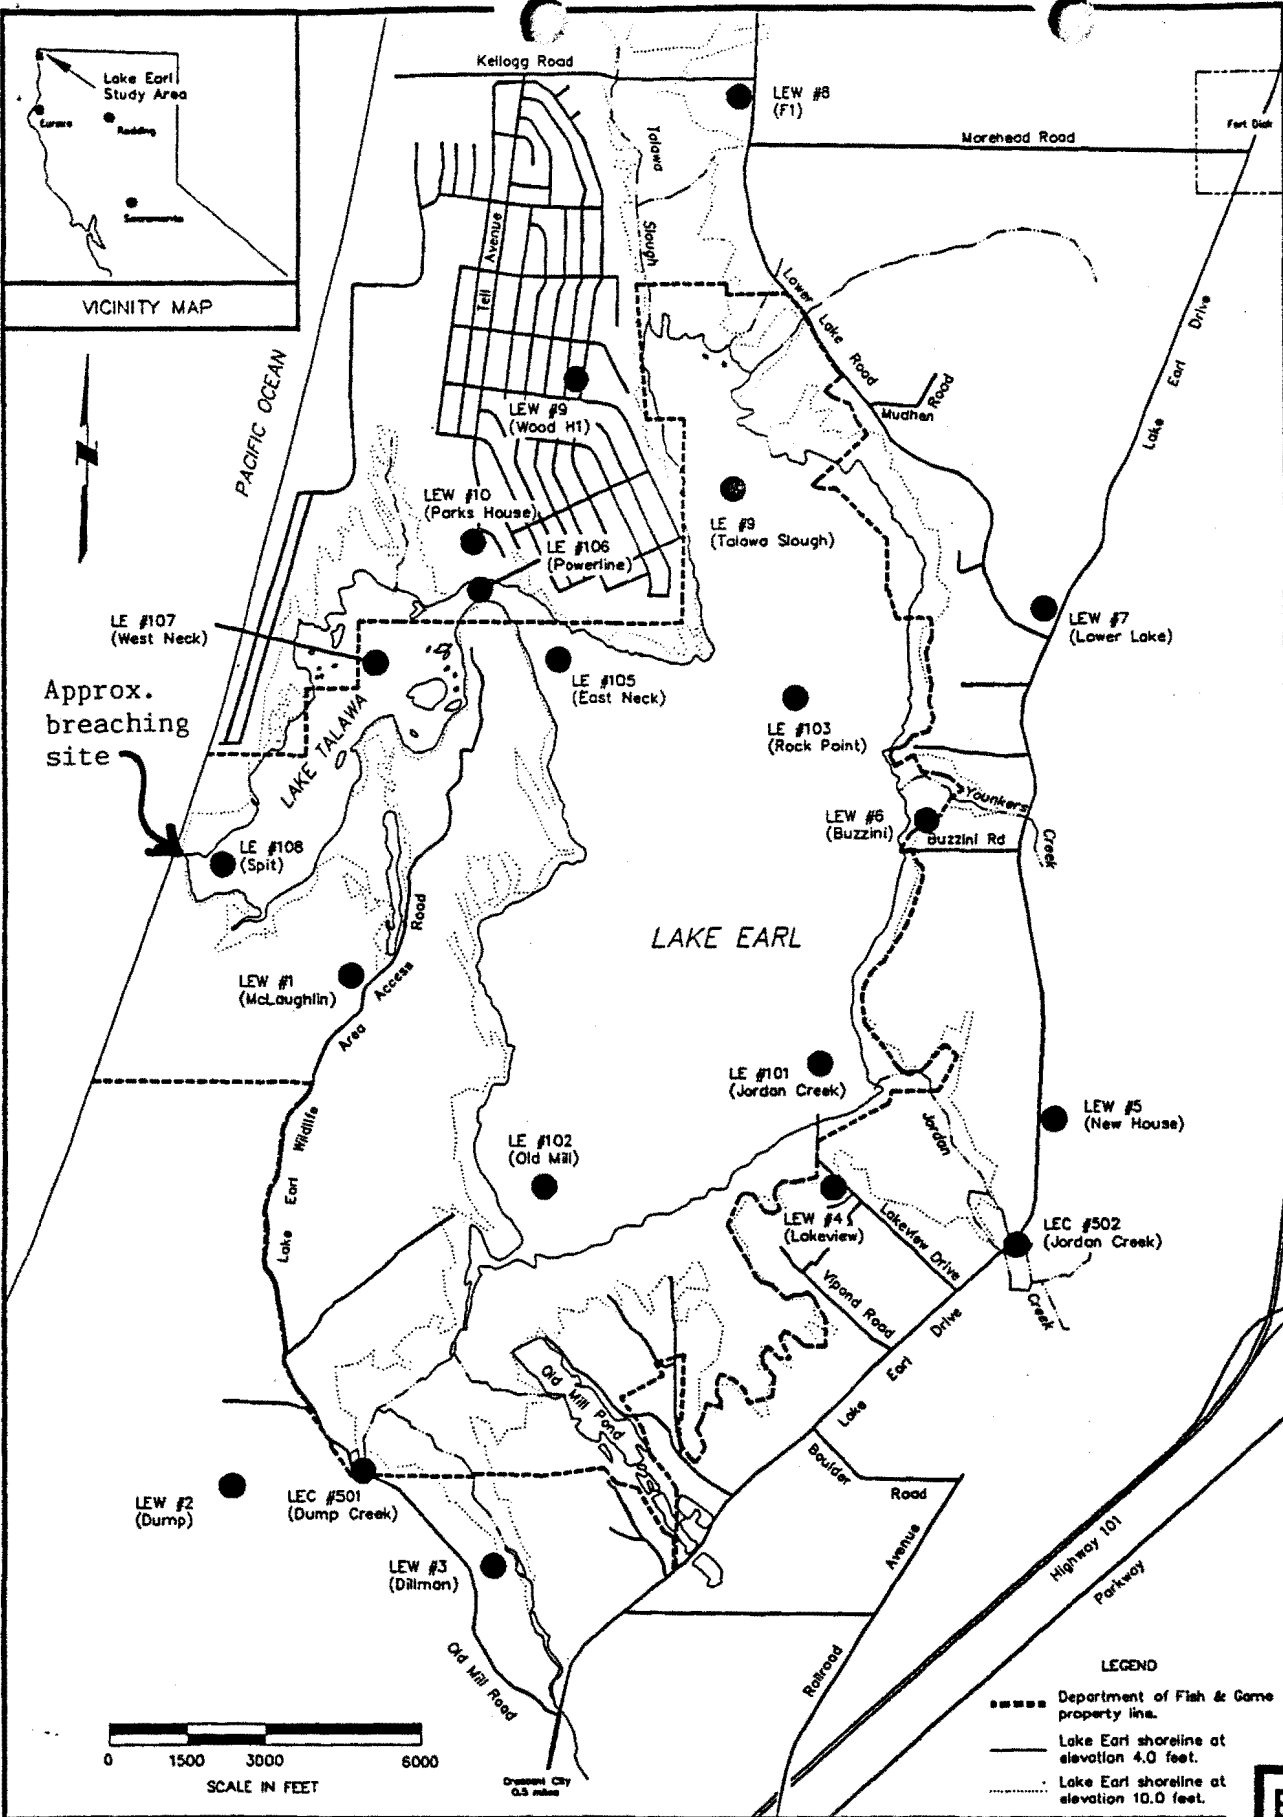 Kellogg Road
Lake Earl
Study Area
Eureka
Redding
Sacramento
VICINITY MAP
LEW #8
(F1)
Morehead Road
Fort Dick
Talawa
Slough
Tell
Avenue
Lower
Lake
Road
Mudhen
Road
Lake
Earl
Drive
PACIFIC OCEAN
LEW #9
(Wood H1)
LEW #10
(Parks House)
LE #106
(Powerline)
LE #9
(Talawa Slough)
LEW #7
(Lower Lake)
LE #107
(West Neck)
LE #105
(East Neck)
LE #103
(Rock Point)
Approx.
breaching
site
LAKE TALAWA
LE #108
(Spit)
LEW #6
(Buzzini)
Younkers
Creek
Buzzini Rd
LAKE EARL
LEW #1
(McLaughlin)
Lake
Earl
Wildlife
Area
Access
Road
LE #101
(Jordan Creek)
LEW #5
(New House)
LE #102
(Old Mill)
Jordan
Creek
LEW #4
(Lakeview)
Lakeview Drive
LEC #502
(Jordan Creek)
Vipond Road
Lake
Earl
Drive
Old Mill Pond
Boulder
Road
LEW #2
(Dump)
LEC #501
(Dump Creek)
LEW #3
(Dillman)
Old Mill Road
Railroad
Avenue
Highway 101
Parkway
Crescent City
0.5 miles
0 1500 3000 6000
SCALE IN FEET
LEGEND
Department of Fish & Game
property line.
Lake Earl shoreline at
elevation 4.0 feet.
Lake Earl shoreline at
elevation 10.0 feet.